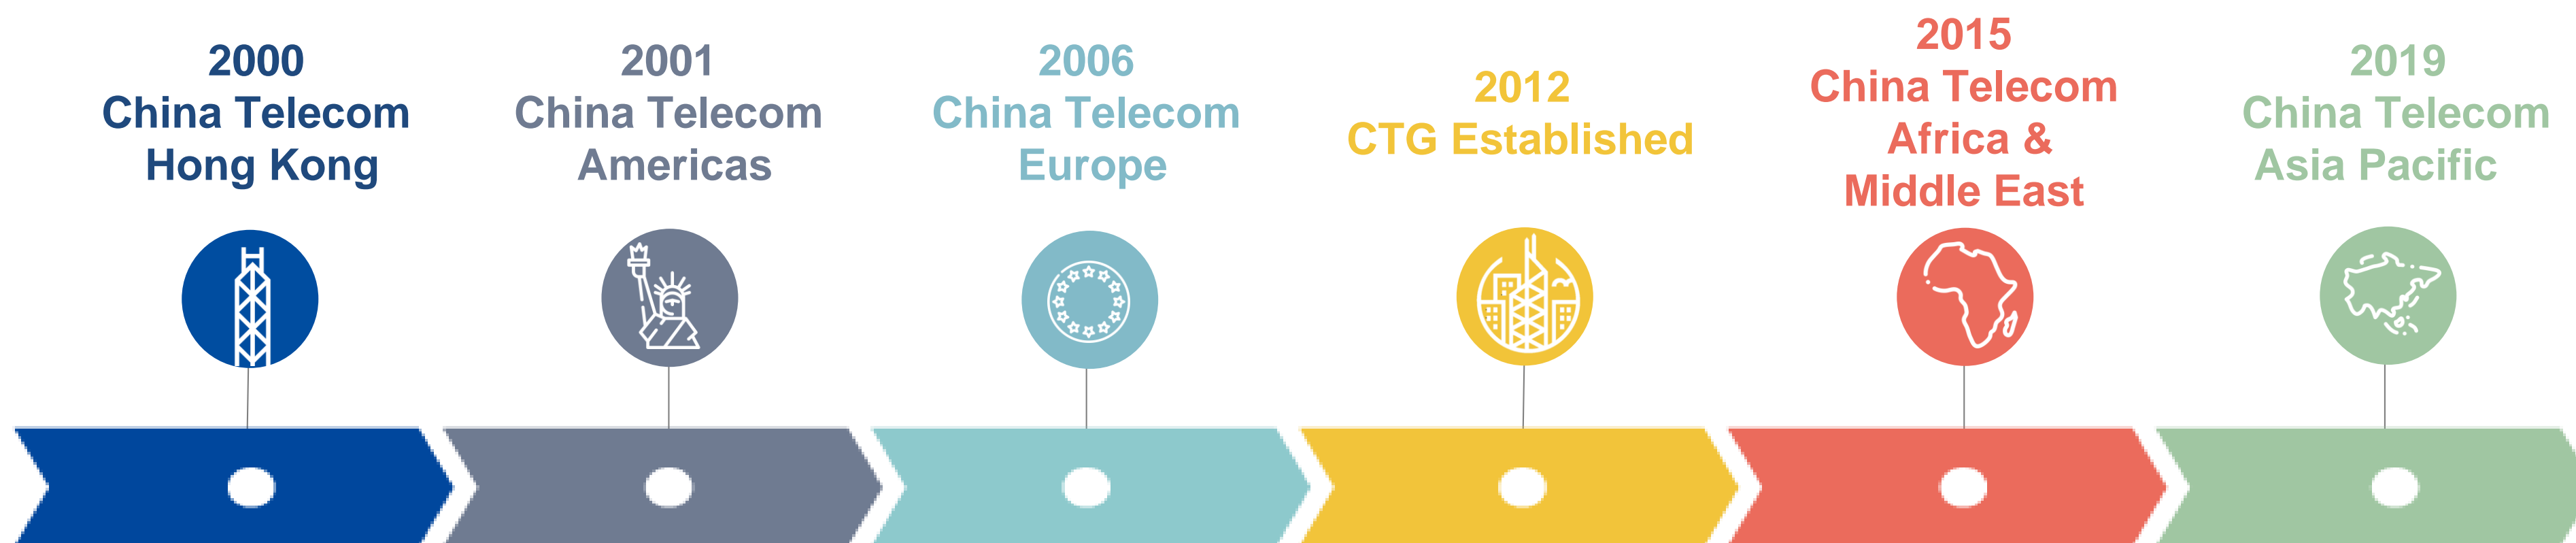 2000
China Telecom
Hong Kong
2001
China Telecom
Americas
2006
China Telecom
Europe
2012
CTG Established
2015
China Telecom
Africa &
Middle East
2019
China Telecom
Asia Pacific